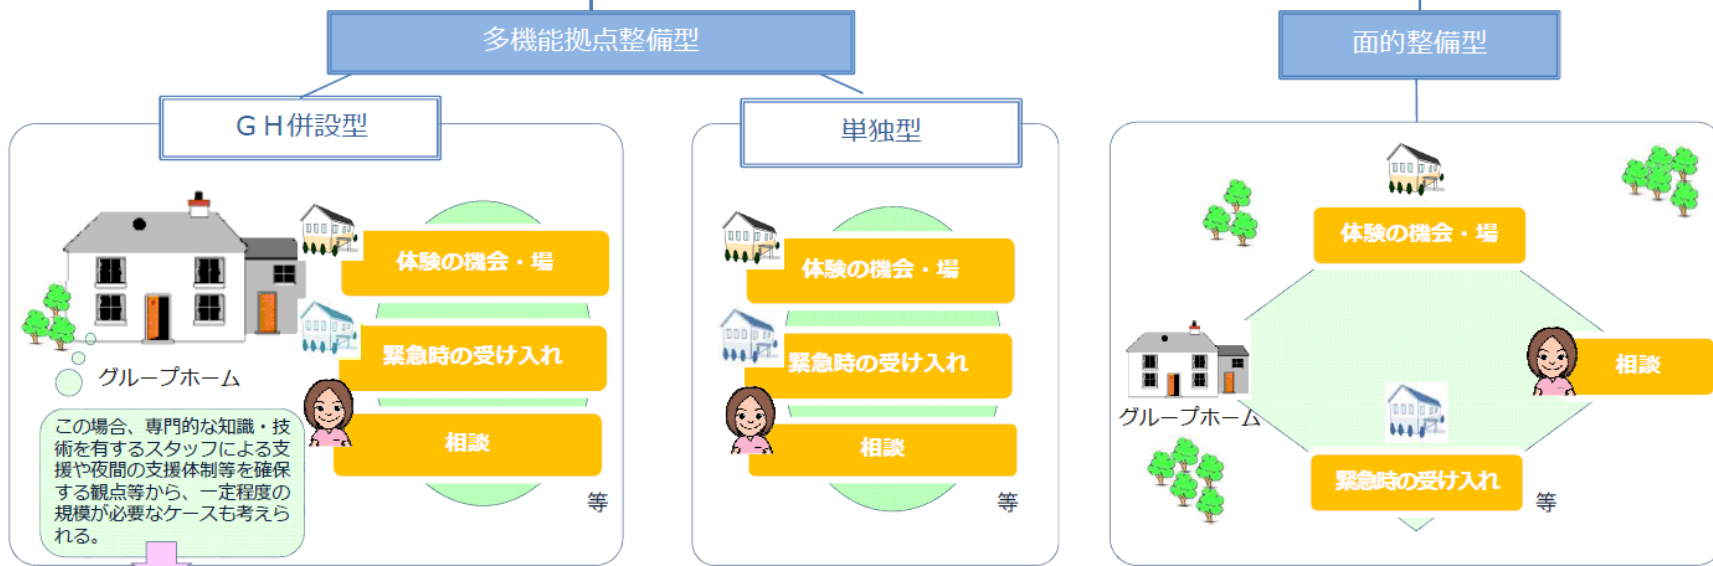 多機能拠点整備型
面的整備型
ＧＨ併設型
単独型
体験の機会・場
緊急時の受け入れ
相談
等
グループホーム
この場合、専門的な知識・技
術を有するスタッフによる支
援や夜間の支援体制等を確保
する観点等から、一定程度の
規模が必要なケースも考えら
れる。
体験の機会・場
緊急時の受け入れ
相談
等
体験の機会・場
グループホーム
相談
緊急時の受け入れ
等